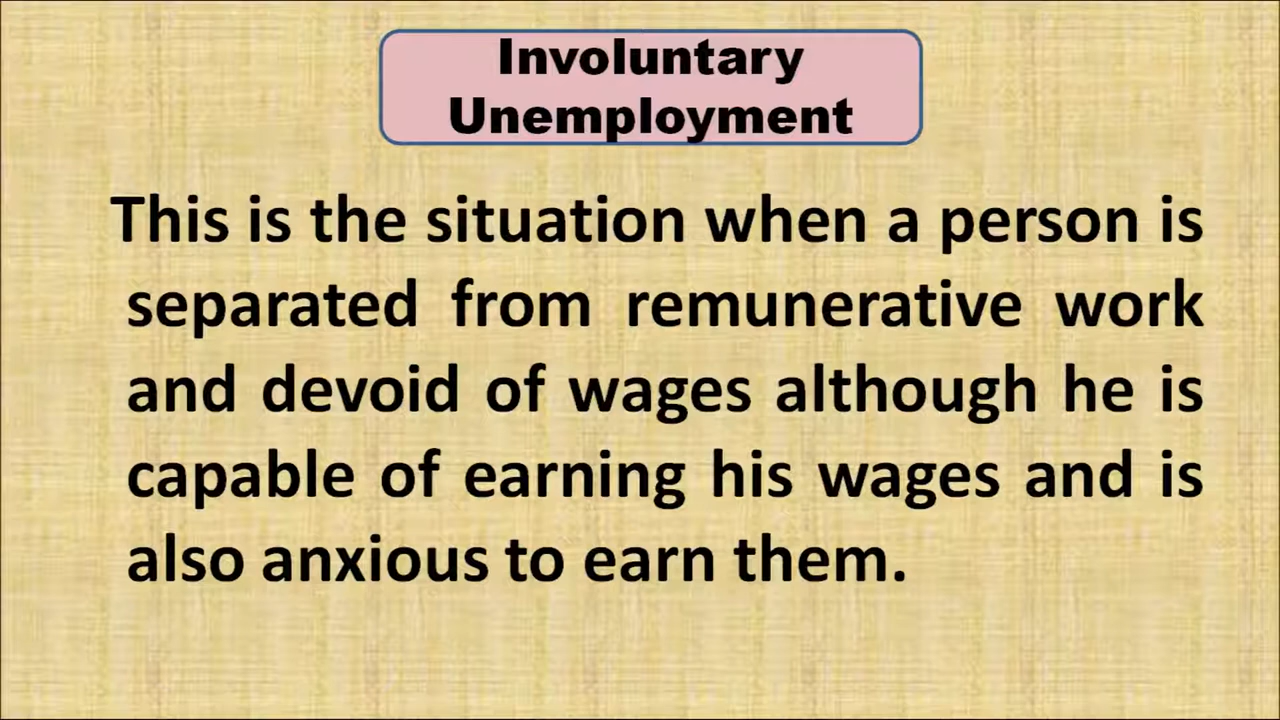 Involuntary
Unemployment
This is the situation when a person is
separated from remunerative work
and devoid of wages although he is
capable of earning his wages and is
also anxious to earn them.